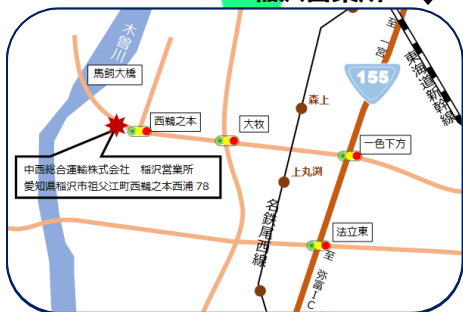 木曽川
馬飼大橋
西鵜之本
大牧
森上
至 一宮
155
東海道新幹線
一色下方
上丸渕
中西総合運輸株式会社 稲沢営業所
愛知県稲沢市祖父江町西鵜之本西浦 78
名鉄尾西線
法立東
至 弥富IC